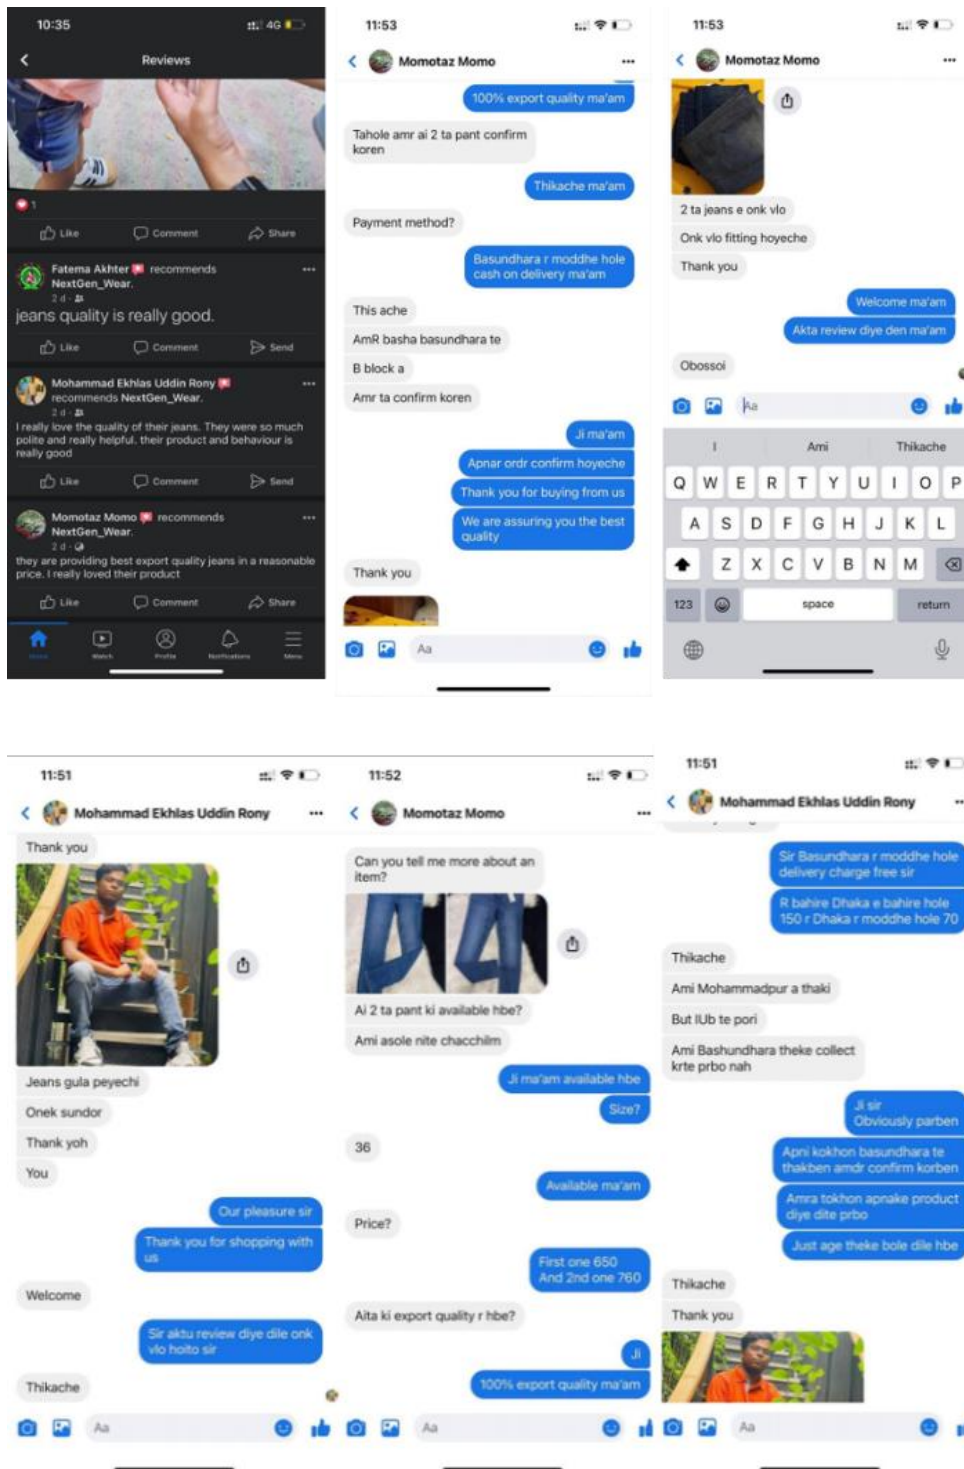 10:35
4G
Reviews
1
Like
Comment
Share
Fatema Akhter recommends
NextGen_Wear.
2 d
jeans quality is really good.
Like
Comment
Send
Mohammad Ekhlas Uddin Rony
recommends NextGen_Wear.
2 d
I really love the quality of their jeans. They were so much
polite and really helpful. their product and behaviour is
really good
Like
Comment
Send
Momotaz Momo recommends
NextGen_Wear.
2 d
they are providing best export quality jeans in a reasonable
price. I really loved their product
Like
Comment
Share
Home
Watch
Profile
Notifications
Menu
11:53
Momotaz Momo
100% export quality ma'am
Tahole amr ai 2 ta pant confirm
koren
Thikache ma'am
Payment method?
Basundhara r moddhe hole
cash on delivery ma'am
This ache
AmR basha basundhara te
B block a
Amr ta confirm koren
Ji ma'am
Apnar ordr confirm hoyeche
Thank you for buying from us
We are assuring you the best
quality
Thank you
Aa
11:53
Momotaz Momo
2 ta jeans e onk vlo
Onk vlo fitting hoyeche
Thank you
Welcome ma'am
Akta review diye den ma'am
Obossoi
Aa
I
Ami
Thikache
Q W E R T Y U I O P
A S D F G H J K L
Z X C V B N M
123
space
return
11:51
Mohammad Ekhlas Uddin Rony
Thank you
Jeans gula peyechi
Onek sundor
Thank yoh
You
Our pleasure sir
Thank you for shopping with
us
Welcome
Sir aktu review diye dile onk
vlo hoito sir
Thikache
Aa
11:52
Momotaz Momo
Can you tell me more about an
item?
Ai 2 ta pant ki available hbe?
Ami asole nite chacchilm
Ji ma'am available hbe
Size?
36
Available ma'am
Price?
First one 650
And 2nd one 760
Aita ki export quality r hbe?
Ji
100% export quality ma'am
Aa
11:51
Mohammad Ekhlas Uddin Rony
Sir Basundhara r moddhe hole
delivery charge free sir
R bahire Dhaka e bahire hole
150 r Dhaka r moddhe hole 70
Thikache
Ami Mohammadpur a thaki
But IUb te pori
Ami Bashundhara theke collect
krte prbo nah
Ji sir
Obviously parben
Apni kokhon basundhara te
thakben amdr confirm korben
Amra tokhon apnake product
diye dite prbo
Just age theke bole dile hbe
Thikache
Thank you
Aa